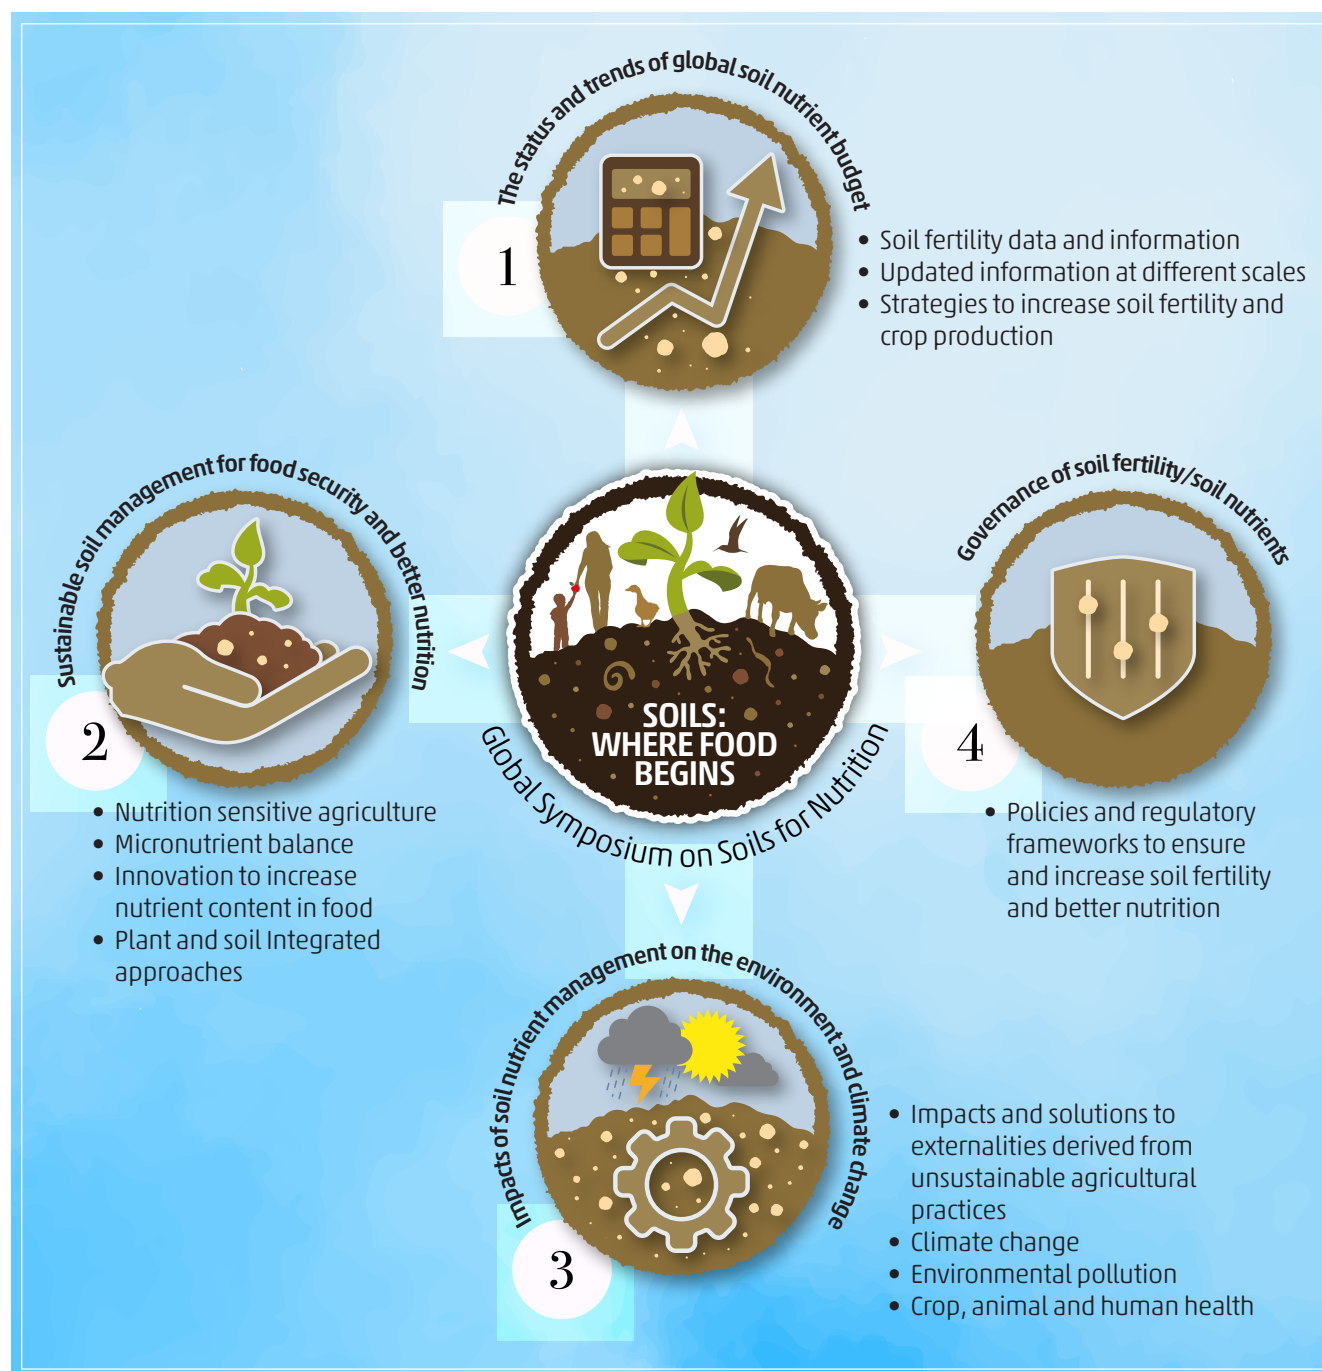 The status and trends of global soil nutrient budget
1
• Soil fertility data and information
• Updated information at different scales
• Strategies to increase soil fertility and
crop production
Sustainable soil management for food security and better nutrition
2
• Nutrition sensitive agriculture
• Micronutrient balance
• Innovation to increase
nutrient content in food
• Plant and soil Integrated
approaches
SOILS:
WHERE FOOD
BEGINS
Global Symposium on Soils for Nutrition
Governance of soil fertility/soil nutrients
4
• Policies and regulatory
frameworks to ensure
and increase soil fertility
and better nutrition
Impacts of soil nutrient management on the environment and climate change
3
• Impacts and solutions to
externalities derived from
unsustainable agricultural
practices
• Climate change
• Environmental pollution
• Crop, animal and human health